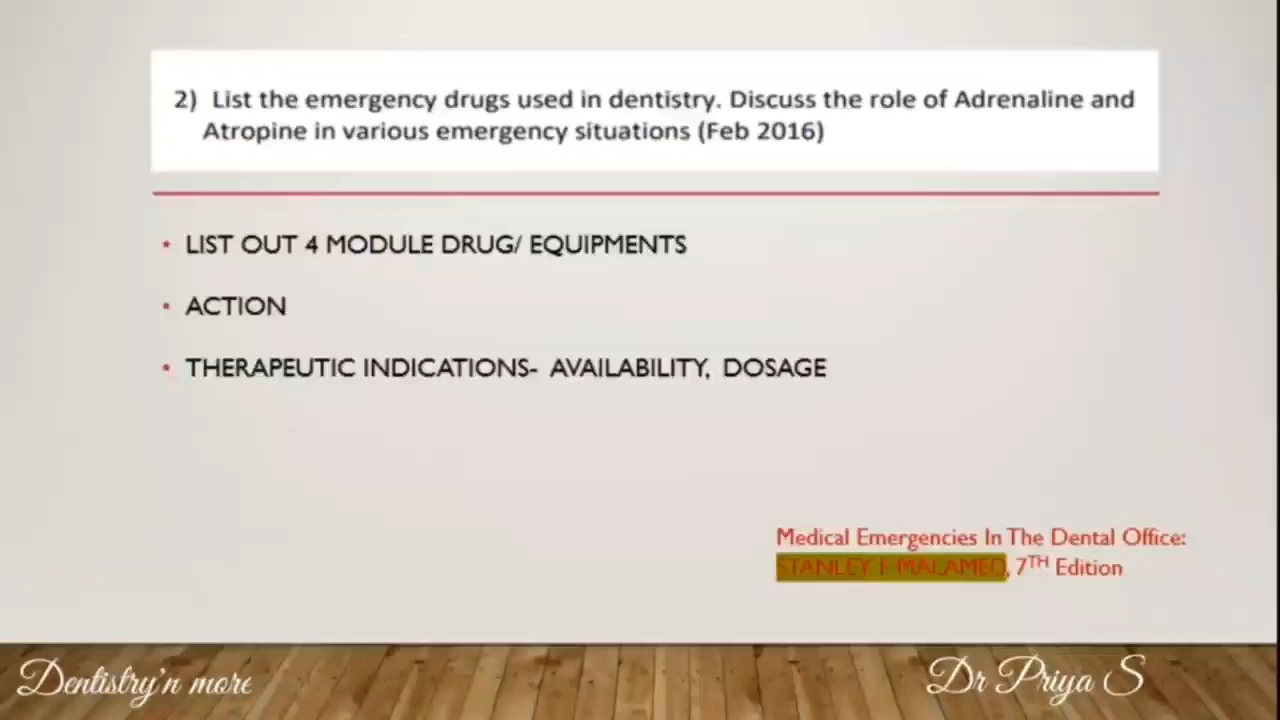 2) List the emergency drugs used in dentistry. Discuss the role of Adrenaline and
Atropine in various emergency situations (Feb 2016)
• LIST OUT 4 MODULE DRUG/ EQUIPMENTS
• ACTION
• THERAPEUTIC INDICATIONS- AVAILABILITY, DOSAGE
Medical Emergencies In The Dental Office:
STANLEY F MALAMED, 7TH Edition
Dentistry'n more
Dr Priya S